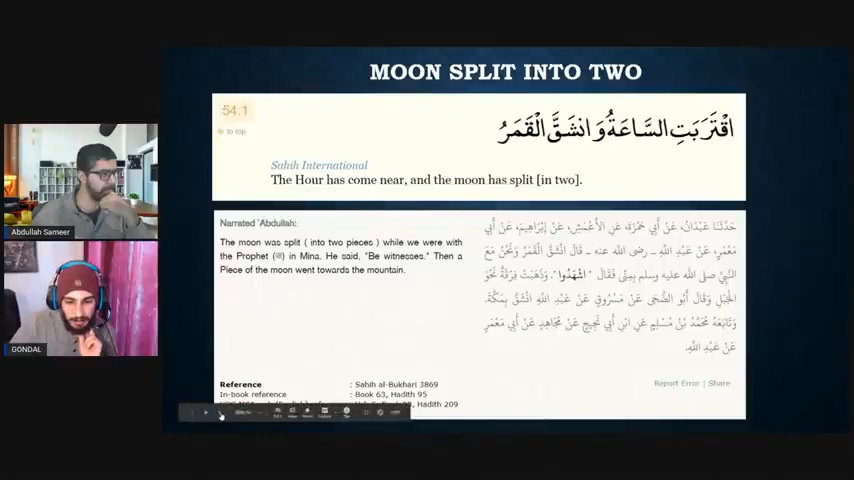 MOON SPLIT INTO TWO
54.1
to top
اقْتَرَبَتِ السَّاعَةُ وَانشَقَّ الْقَمَرُ
Sahih International
The Hour has come near, and the moon has split [in two].
Narrated `Abdullah:
The moon was split ( into two pieces ) while we were with
the Prophet (ﷺ) in Mina. He said, "Be witnesses." Then a
Piece of the moon went towards the mountain.
حَدَّثَنَا عَبْدَانُ، عَنْ أَبِي حَمْزَةَ، عَنِ الأَعْمَشِ، عَنْ إِبْرَاهِيمَ، عَنْ أَبِي
مَعْمَرٍ، عَنْ عَبْدِ اللَّهِ ـ رضى الله عنه ـ قَالَ انْشَقَّ الْقَمَرُ وَنَحْنُ مَعَ
النَّبِيِّ صلى الله عليه وسلم بِمِنًى فَقَالَ ‏"‏ اشْهَدُوا ‏"‏‏.‏ وَذَهَبَتْ فِرْقَةٌ نَحْوَ
الْجَبَلِ وَقَالَ أَبُو الضُّحَى عَنْ مَسْرُوقٍ عَنْ عَبْدِ اللَّهِ انْشَقَّ بِمَكَّةَ‏.‏
وَتَابَعَهُ مُحَمَّدُ بْنُ مُسْلِمٍ عَنِ ابْنِ أَبِي نَجِيحٍ عَنْ مُجَاهِدٍ عَنْ أَبِي مَعْمَرٍ
عَنْ عَبْدِ اللَّهِ‏.‏
Reference : Sahih al-Bukhari 3869
In-book reference : Book 63, Hadith 95
Hadith 209
Report Error | Share
Abdullah Sameer
GONDAL